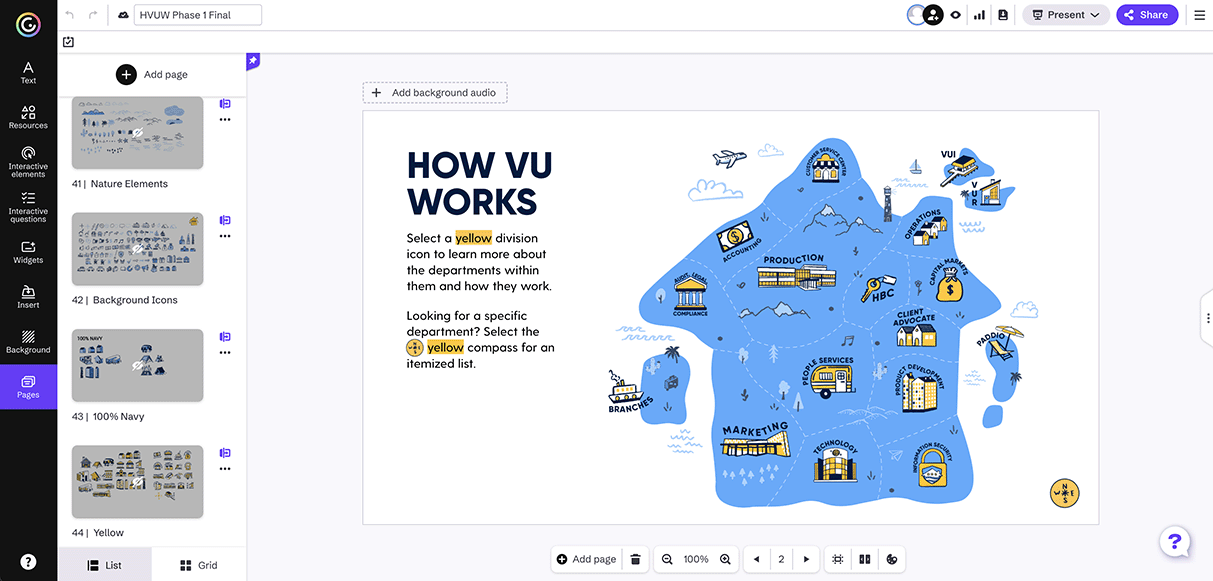 HVUW Phase 1 Final
Present
Share
Text
Resources
Interactive
elements
Interactive
questions
Widgets
Insert
Background
Pages
?
Add page
41 | Nature Elements
42 | Background Icons
100% NAVY
43 | 100% Navy
44 | Yellow
List
Grid
Add background audio
HOW VU
WORKS
Select a yellow division
icon to learn more about
the departments within
them and how they work.
Looking for a specific
department? Select the
yellow compass for an
itemized list.
CUSTOMER SERVICE CENTER
VUI
VUR
OPERATIONS
$
ACCOUNTING
PRODUCTION
CAPITAL MARKETS
$
AUDIT, LEGAL
COMPLIANCE
HBC
CLIENT
ADVOCATE
PADDIO
PEOPLE SERVICES
PRODUCT DEVELOPMENT
BRANCHES
MARKETING
TECHNOLOGY
INFORMATION SECURITY
N
W E
S
Add page
100%
2
?